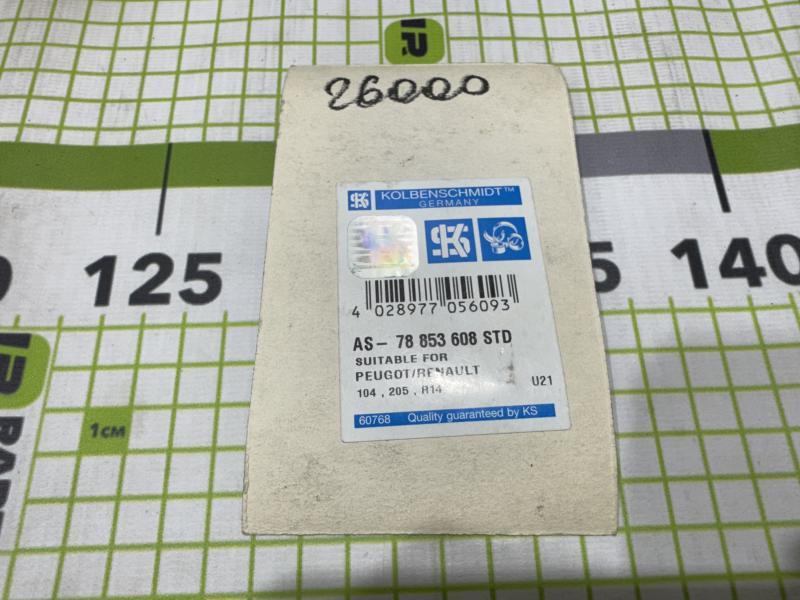 26000
KOLBENSCHMIDT™
GERMANY
KS
4 028977 056093
AS- 78 853 608 STD
SUITABLE FOR
PEUGOT/RENAULT
104 , 205 , R14
U21
60768 Quality guaranteed by KS
125
5
140
1см